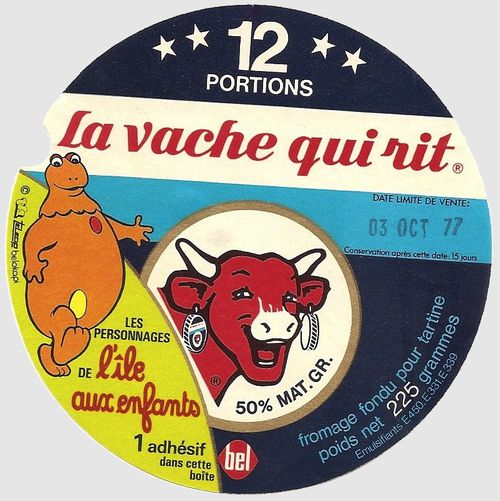 12
PORTIONS
La vache qui rit®
DATE LIMITE DE VENTE:
03 OCT 77
Conservation après cette date: 15 jours
LES
PERSONNAGES
DE l'île
aux enfants
1 adhésif
dans cette
boîte
®
50% MAT. GR.
bel
fromage fondu pour tartine
poids net 225 grammes
Emulsifiants E450.E331.E339